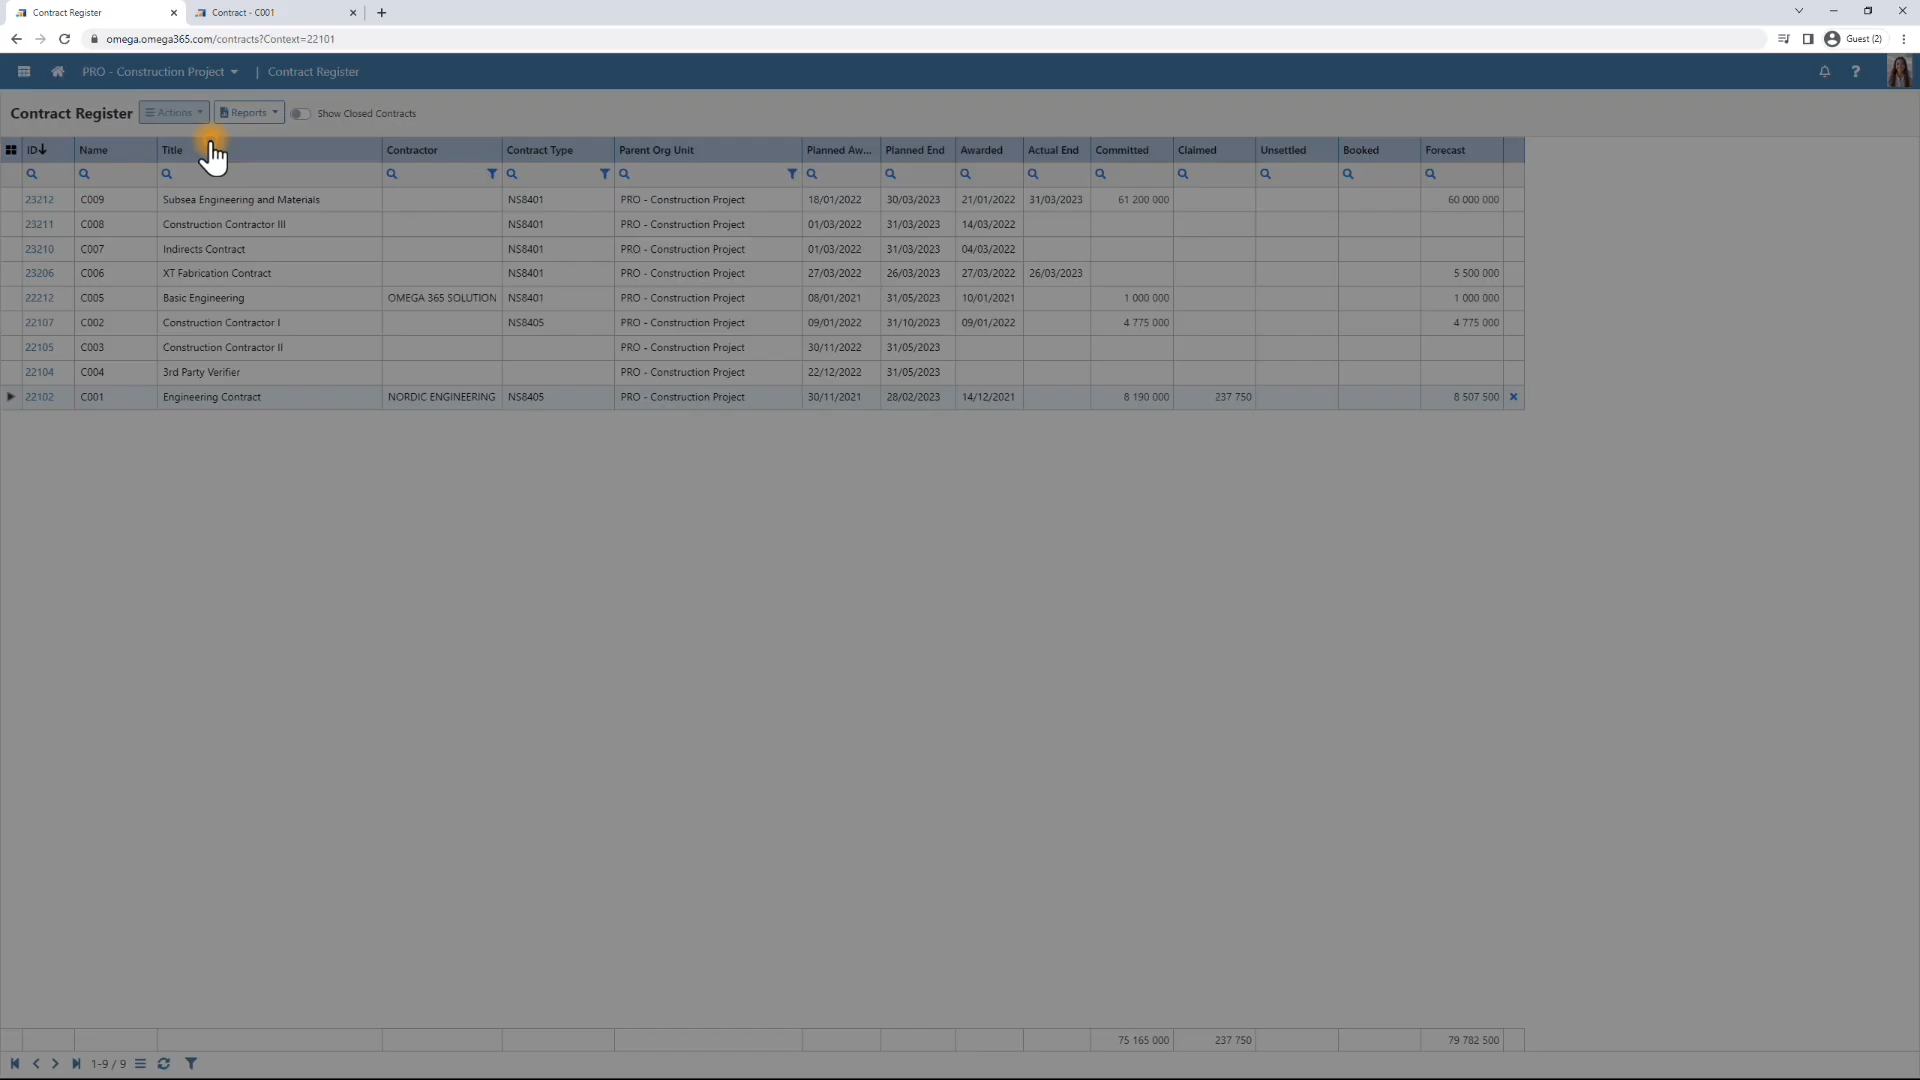 Contract Register
Contract - C001
omega.omega365.com/contracts?Context=22101
Guest (2)
PRO - Construction Project | Contract Register
Contract Register Actions Reports Show Closed Contracts
ID Name Title Contractor Contract Type Parent Org Unit Planned Aw... Planned End Awarded Actual End Committed Claimed Unsettled Booked Forecast
23212 C009 Subsea Engineering and Materials NS8401 PRO - Construction Project 18/01/2022 30/03/2023 21/01/2022 31/03/2023 61 200 000 60 000 000
23211 C008 Construction Contractor III NS8401 PRO - Construction Project 01/03/2022 31/03/2023 14/03/2022
23210 C007 Indirects Contract NS8401 PRO - Construction Project 01/03/2022 31/03/2023 04/03/2022
23206 C006 XT Fabrication Contract NS8401 PRO - Construction Project 27/03/2022 26/03/2023 27/03/2022 26/03/2023 5 500 000
22212 C005 Basic Engineering OMEGA 365 SOLUTION NS8401 PRO - Construction Project 08/01/2021 31/05/2023 10/01/2021 1 000 000 1 000 000
22107 C002 Construction Contractor I NS8405 PRO - Construction Project 09/01/2022 31/10/2023 09/01/2022 4 775 000 4 775 000
22105 C003 Construction Contractor II PRO - Construction Project 30/11/2022 31/05/2023
22104 C004 3rd Party Verifier PRO - Construction Project 22/12/2022 31/05/2023
22102 C001 Engineering Contract NORDIC ENGINEERING NS8405 PRO - Construction Project 30/11/2021 28/02/2023 14/12/2021 8 190 000 237 750 8 507 500
75 165 000 237 750 79 782 500
1-9 / 9